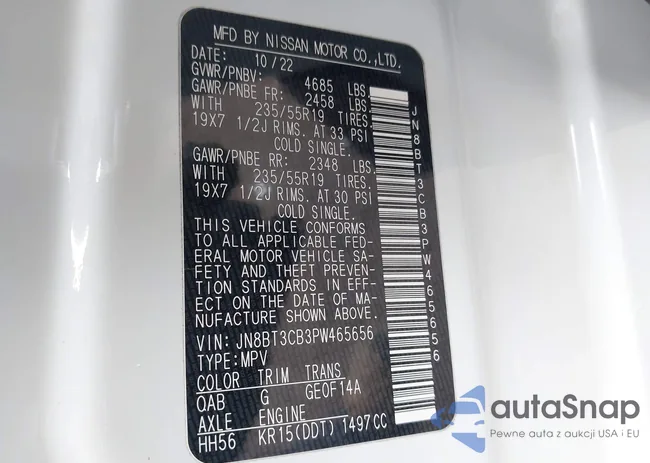 MFD BY NISSAN MOTOR CO.,LTD.
DATE: 10/22
GVWR/PNBV: 4685 LBS.
GAWR/PNBE FR: 2458 LBS.
WITH 235/55R19 TIRES.
19X7 1/2J RIMS. AT 33 PSI
COLD SINGLE.
GAWR/PNBE RR: 2348 LBS.
WITH 235/55R19 TIRES.
19X7 1/2J RIMS. AT 30 PSI
COLD SINGLE.
THIS VEHICLE CONFORMS
TO ALL APPLICABLE FED-
ERAL MOTOR VEHICLE SA-
FETY AND THEFT PREVEN-
TION STANDARDS IN EFF-
ECT ON THE DATE OF MA-
NUFACTURE SHOWN ABOVE.
VIN: JN8BT3CB3PW465656
TYPE:MPV
COLOR TRIM TRANS
QAB G GE0F14A
AXLE ENGINE
HH56 KR15(DDT) 1497CC
JN8BT3CB3PW465656
autaSnap
Pewne auta z aukcji USA i EU